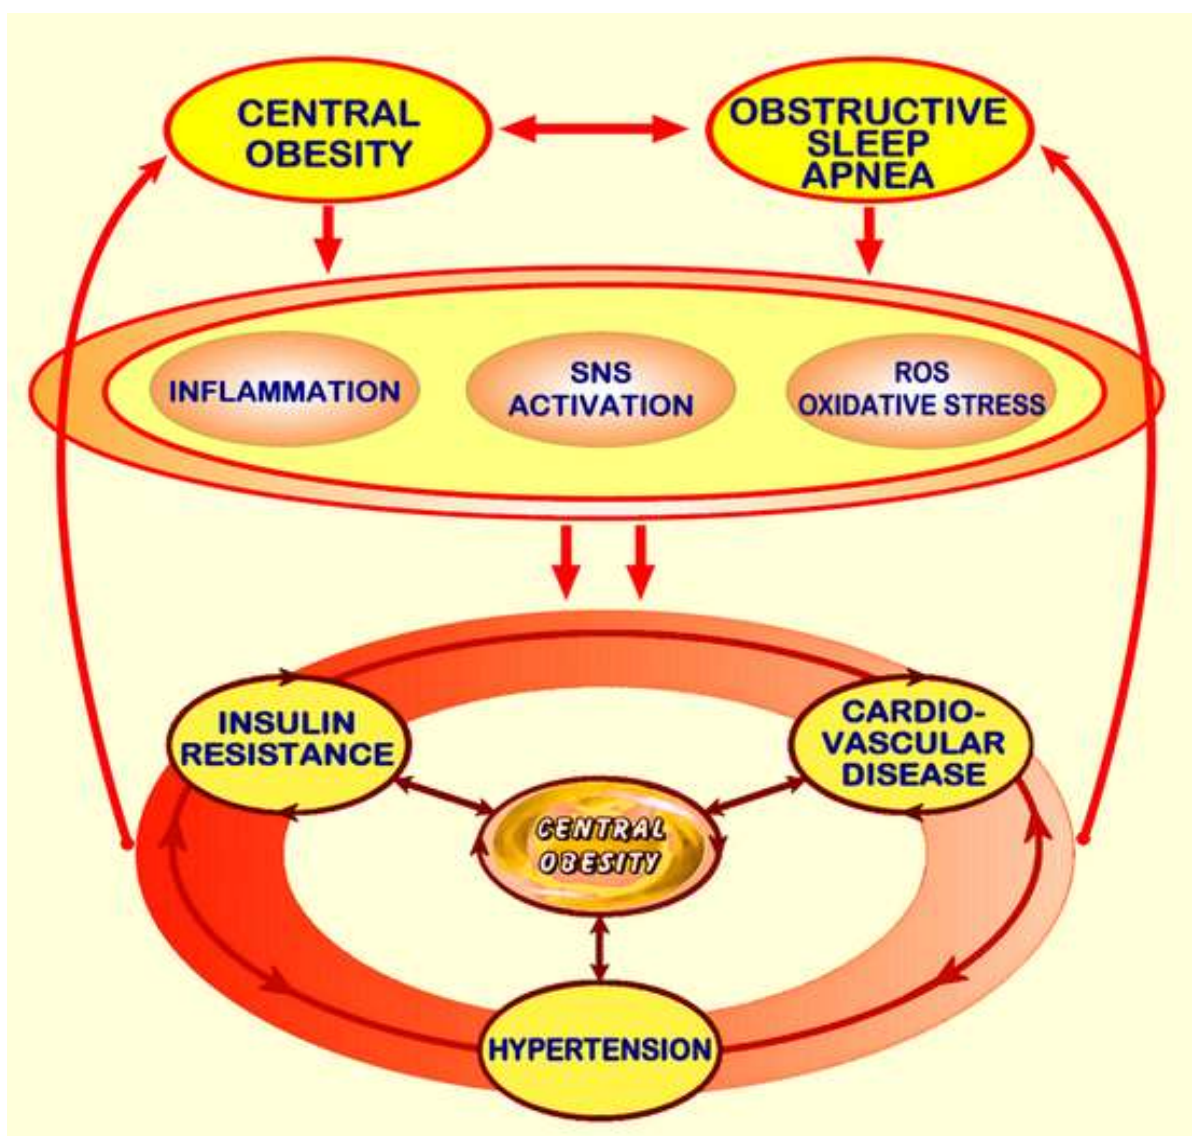 CENTRAL
OBESITY
OBSTRUCTIVE
SLEEP
APNEA
INFLAMMATION
SNS
ACTIVATION
ROS
OXIDATIVE STRESS
INSULIN
RESISTANCE
CARDIO-
VASCULAR
DISEASE
CENTRAL
OBESITY
HYPERTENSION